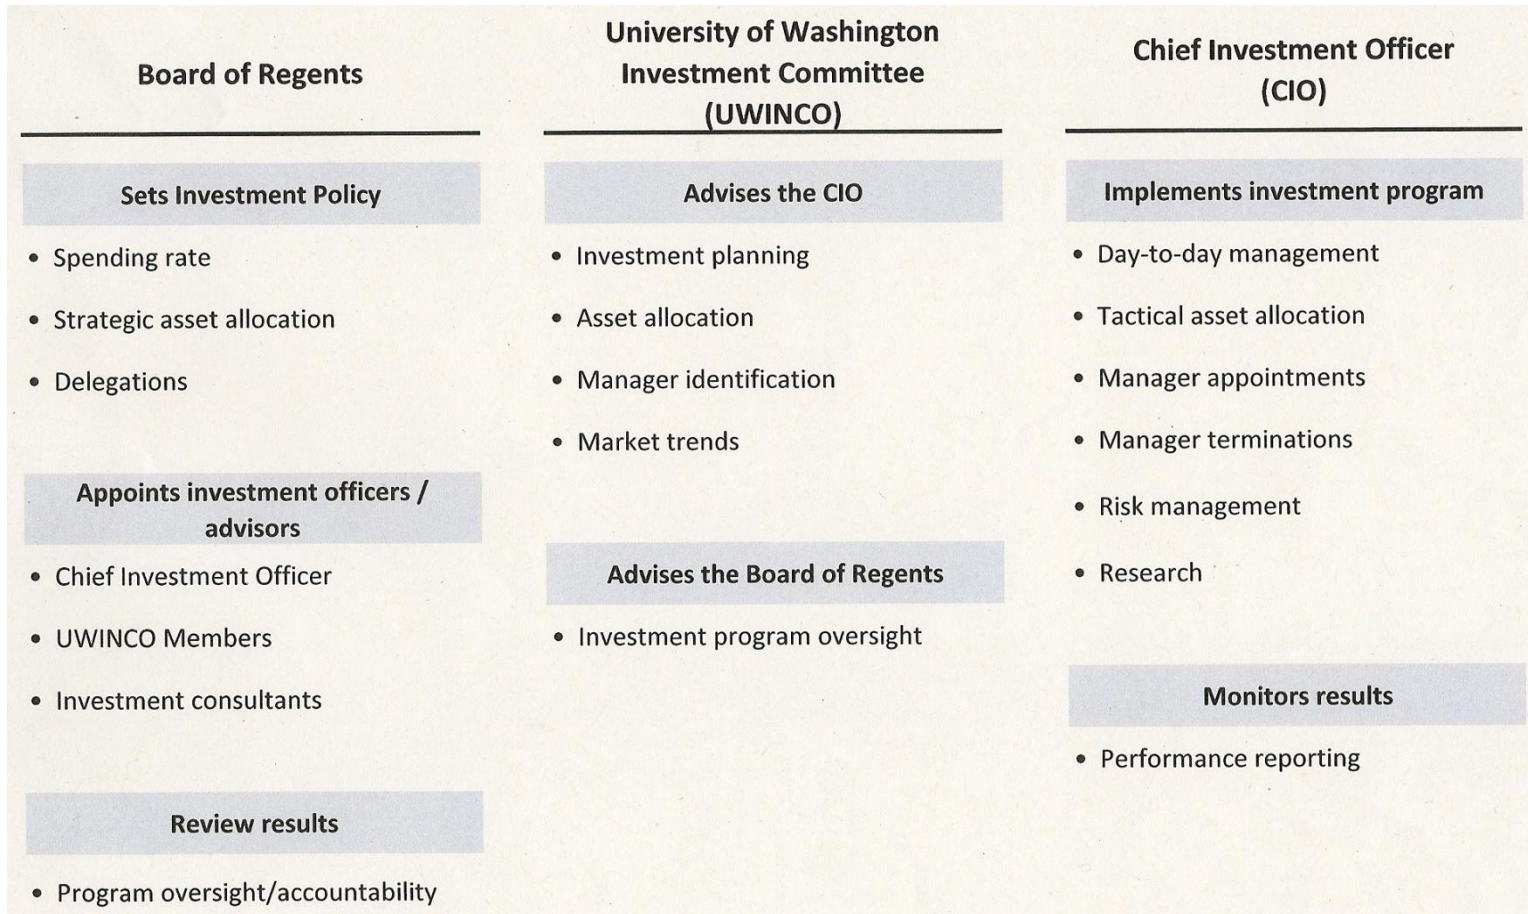 Board of Regents
Sets Investment Policy
• Spending rate
• Strategic asset allocation
• Delegations
Appoints investment officers /
advisors
• Chief Investment Officer
• UWINCO Members
• Investment consultants
Review results
• Program oversight/accountability
University of Washington
Investment Committee
(UWINCO)
Advises the CIO
• Investment planning
• Asset allocation
• Manager identification
• Market trends
Advises the Board of Regents
• Investment program oversight
Chief Investment Officer
(CIO)
Implements investment program
• Day-to-day management
• Tactical asset allocation
• Manager appointments
• Manager terminations
• Risk management
• Research
Monitors results
• Performance reporting